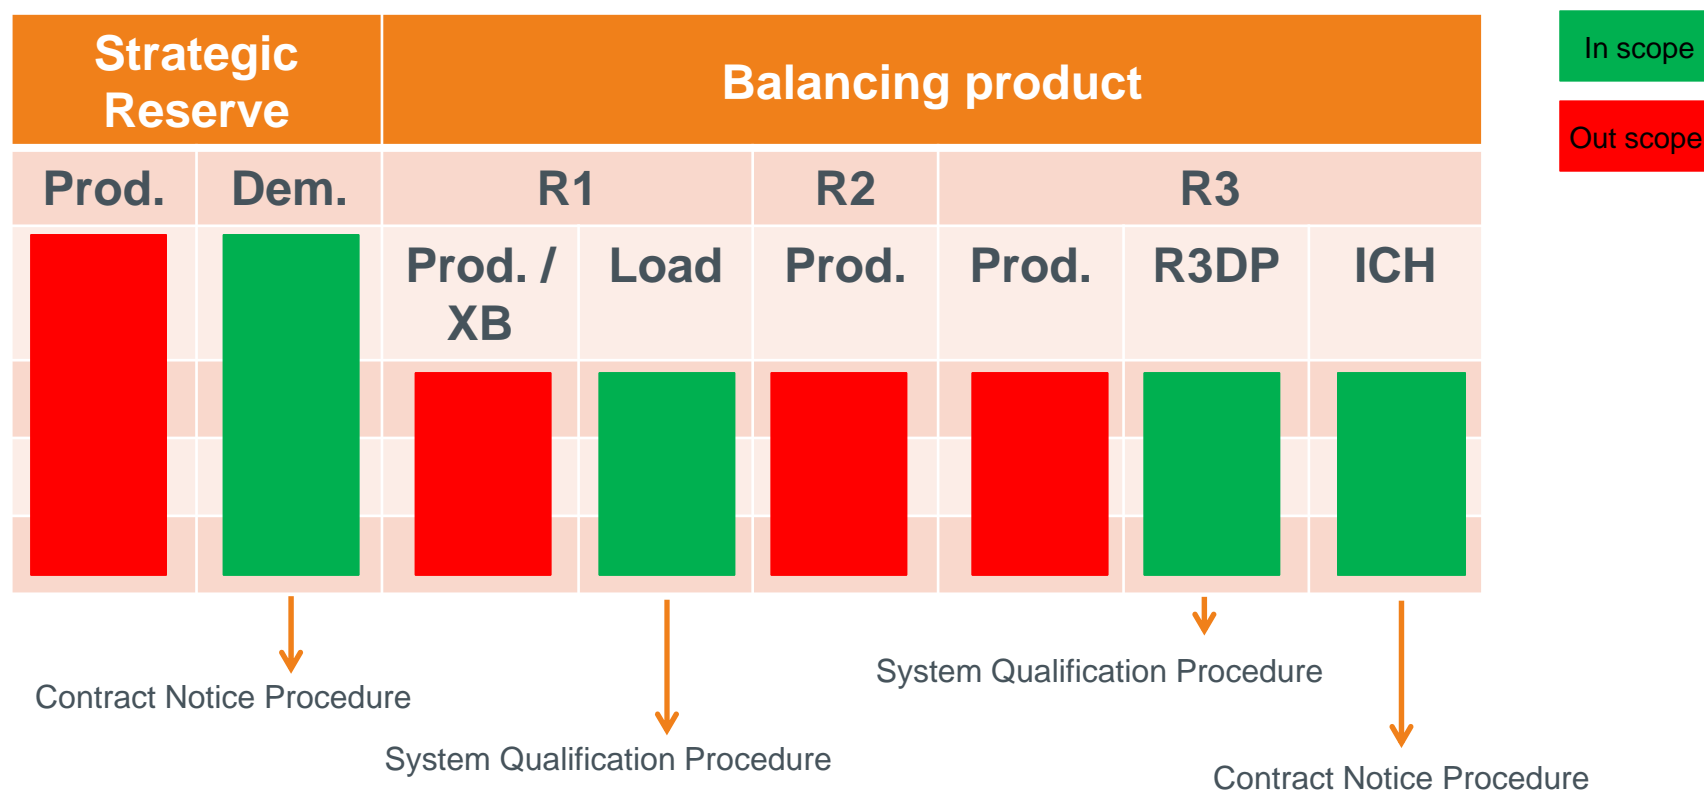 Strategic
Reserve
Balancing product
In scope
Out scope
Prod.
Dem.
R1
R2
R3
Prod. /
XB
Load
Prod.
Prod.
R3DP
ICH
Contract Notice Procedure
System Qualification Procedure
System Qualification Procedure
Contract Notice Procedure